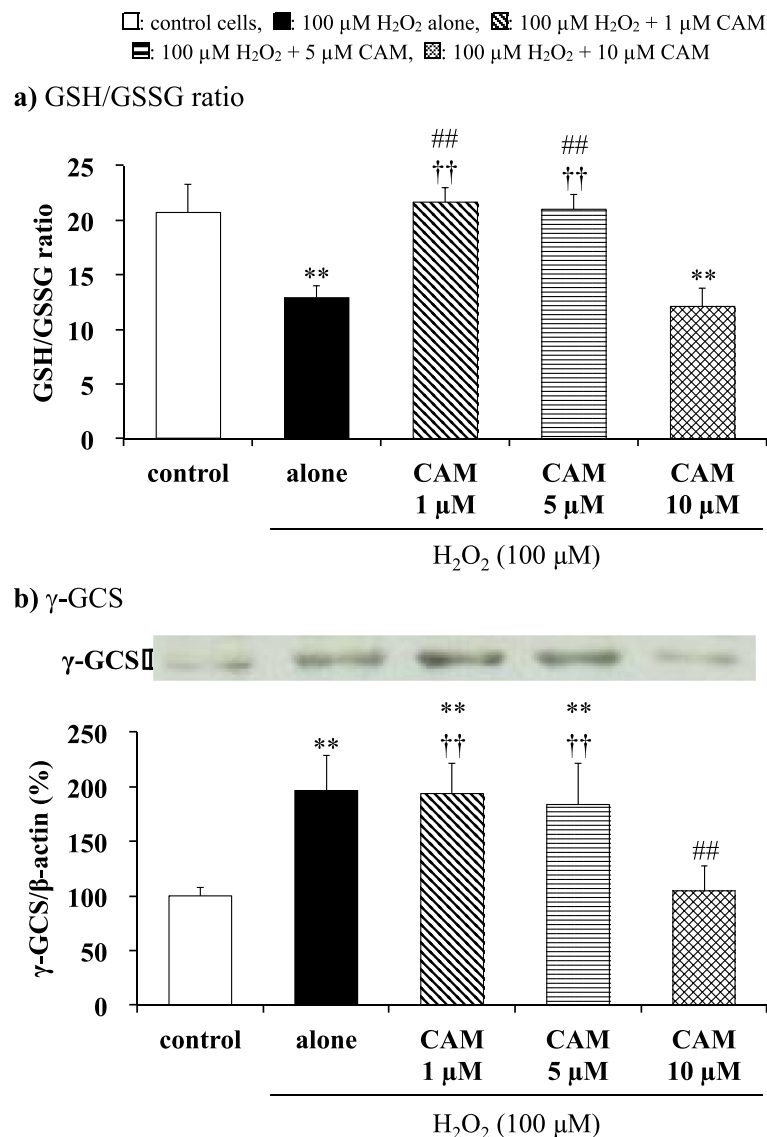 □: control cells, ■: 100 μM H₂O₂ alone, ▧: 100 μM H₂O₂ + 1 μM CAM
▤: 100 μM H₂O₂ + 5 μM CAM, ▩: 100 μM H₂O₂ + 10 μM CAM
a) GSH/GSSG ratio
## ##
†† ††
** **
GSH/GSSG ratio
25
20
15
10
5
0
control alone CAM CAM CAM
1 μM 5 μM 10 μM
H₂O₂ (100 μM)
b) γ-GCS
γ-GCS
** **
** †† ††
##
γ-GCS/β-actin (%)
250
200
150
100
50
0
control alone CAM CAM CAM
1 μM 5 μM 10 μM
H₂O₂ (100 μM)